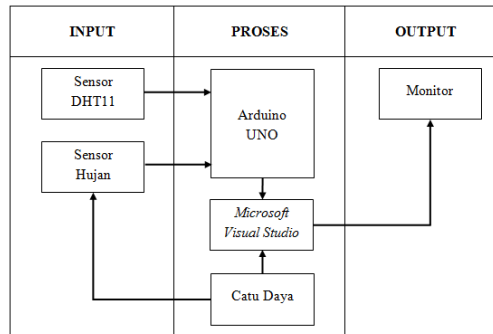 INPUT
PROSES
OUTPUT
Sensor
DHT11
Sensor
Hujan
Arduino
UNO
Microsoft
Visual Studio
Catu Daya
Monitor